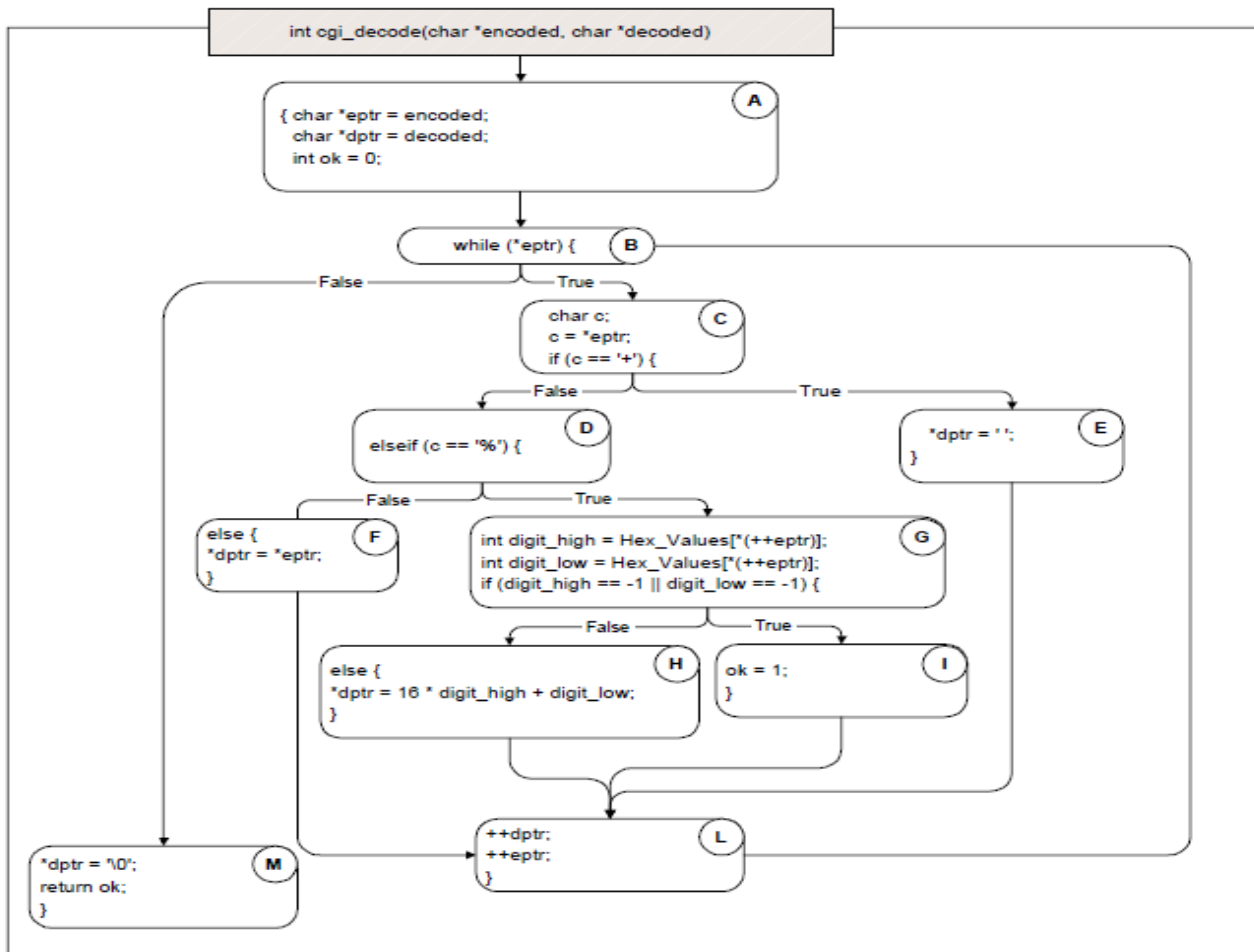 int cgi_decode(char *encoded, char *decoded)
A
{ char *eptr = encoded;
char *dptr = decoded;
int ok = 0;
while (*eptr) {
B
False
True
char c;
C
c = *eptr;
if (c == '+') {
False
True
D
elseif (c == '%') {
*dptr = ' ';
E
}
False
True
else {
F
*dptr = *eptr;
}
int digit_high = Hex_Values[*(++eptr)];
G
int digit_low = Hex_Values[*(++eptr)];
if (digit_high == -1 || digit_low == -1) {
False
True
else {
H
*dptr = 16 * digit_high + digit_low;
}
ok = 1;
I
}
++dptr;
L
++eptr;
}
*dptr = '\0';
M
return ok;
}